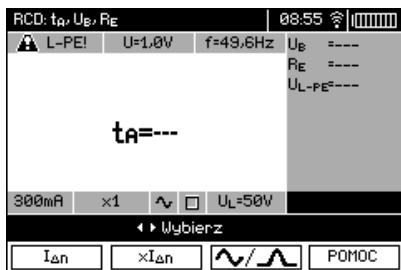 RCD: tA, UB, RE 08:55
L-PE! U=1,0V f=49,6Hz UB =---
RE =---
UL-PE=---
tA=---
300mA ×1 UL=50V
Wybierz
IΔn ×IΔn / POMOC